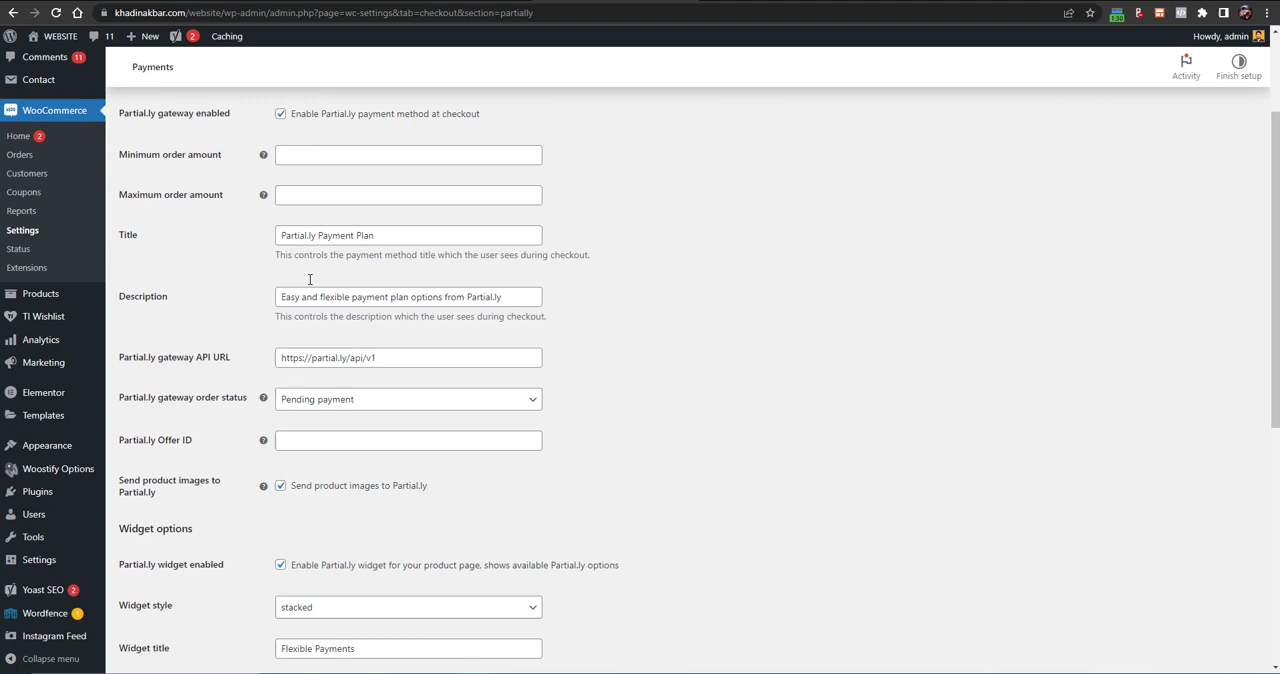 khadinakbar.com/website/wp-admin/admin.php?page=wc-settings&tab=checkout&section=partially
1:30
WEBSITE
11
New
2
Caching
Howdy, admin
Comments 11
Contact
WooCommerce
Home 2
Orders
Customers
Coupons
Reports
Settings
Status
Extensions
Products
TI Wishlist
Analytics
Marketing
Elementor
Templates
Appearance
Woostify Options
Plugins
Users
Tools
Settings
Yoast SEO 2
Wordfence 1
Instagram Feed
Collapse menu
Payments
Activity
Finish setup
Partial.ly gateway enabled
Enable Partial.ly payment method at checkout
Minimum order amount
Maximum order amount
Title
Partial.ly Payment Plan
This controls the payment method title which the user sees during checkout.
Description
Easy and flexible payment plan options from Partial.ly
This controls the description which the user sees during checkout.
Partial.ly gateway API URL
https://partial.ly/api/v1
Partial.ly gateway order status
Pending payment
Partial.ly Offer ID
Send product images to
Partial.ly
Send product images to Partial.ly
Widget options
Partial.ly widget enabled
Enable Partial.ly widget for your product page, shows available Partial.ly options
Widget style
stacked
Widget title
Flexible Payments